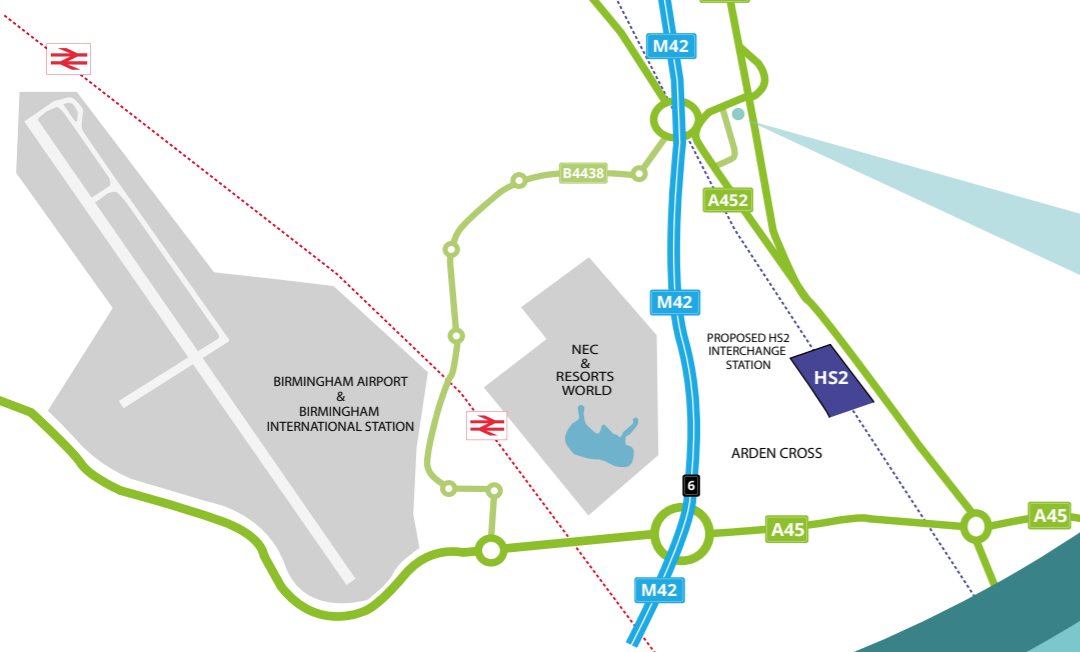 M42
B4438
A452
M42
PROPOSED HS2
INTERCHANGE
STATION
HS2
NEC
&
RESORTS
WORLD
BIRMINGHAM AIRPORT
&
BIRMINGHAM
INTERNATIONAL STATION
ARDEN CROSS
6
A45
A45
M42